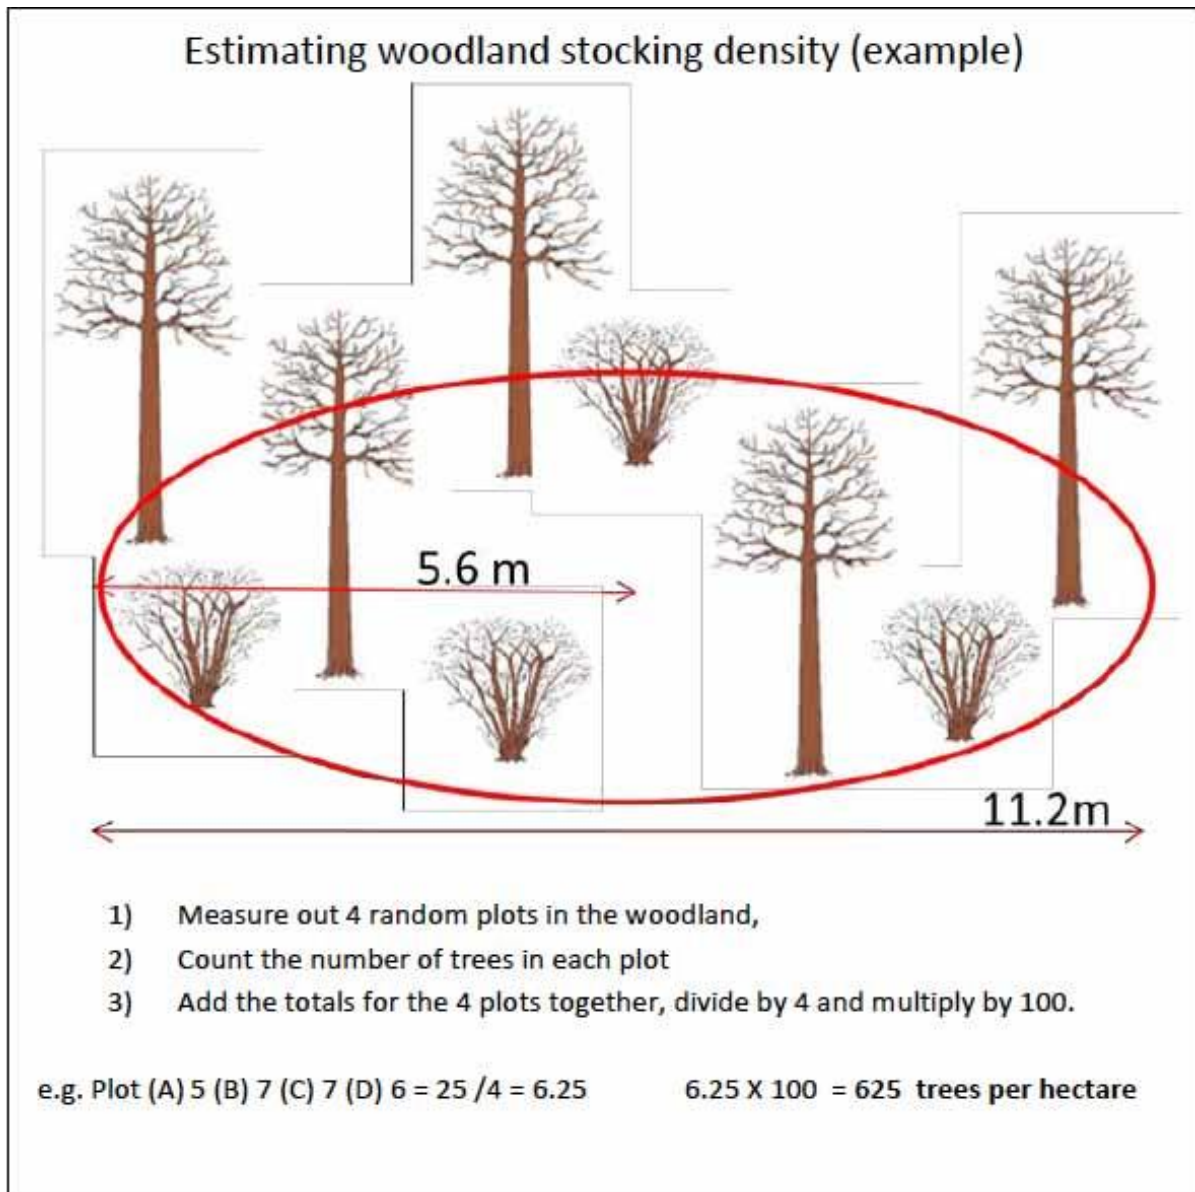 Estimating woodland stocking density (example)
5.6 m
11.2m
1) Measure out 4 random plots in the woodland,
2) Count the number of trees in each plot
3) Add the totals for the 4 plots together, divide by 4 and multiply by 100.
e.g. Plot (A) 5 (B) 7 (C) 7 (D) 6 = 25 /4 = 6.25 6.25 X 100 = 625 trees per hectare